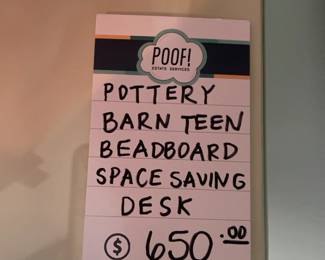 POOF!
ESTATE SERVICES
POTTERY
BARN TEEN
BEADBOARD
SPACE SAVING
DESK
$ 650.00